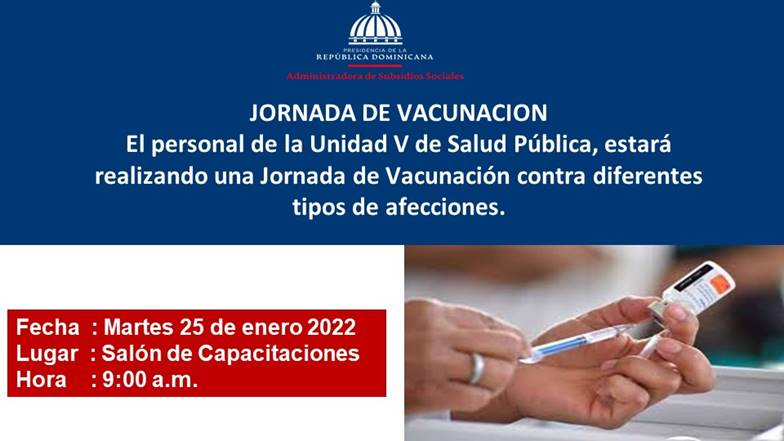 PRESIDENCIA DE LA
REPÚBLICA DOMINICANA
Administradora de Subsidios Sociales
JORNADA DE VACUNACION
El personal de la Unidad V de Salud Pública, estará
realizando una Jornada de Vacunación contra diferentes
tipos de afecciones.
Fecha : Martes 25 de enero 2022
Lugar : Salón de Capacitaciones
Hora : 9:00 a.m.